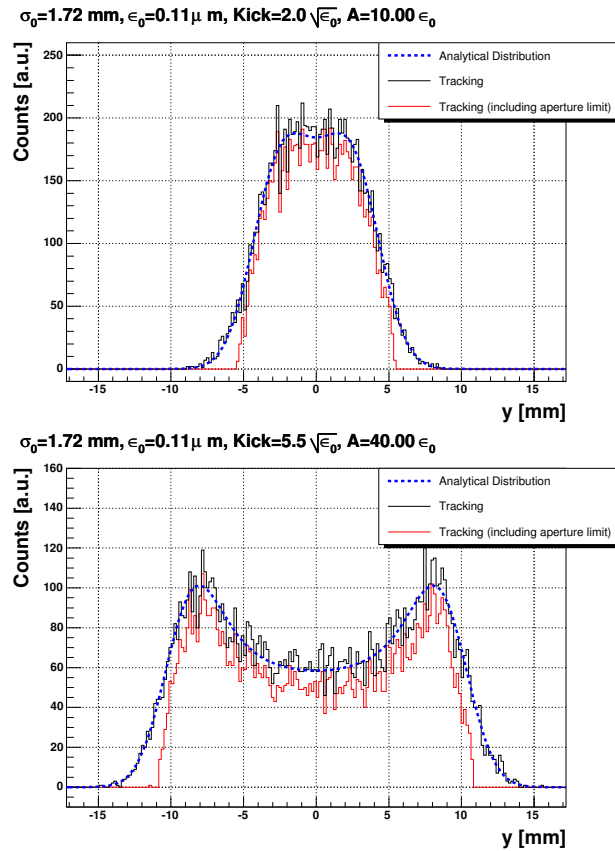 σ₀=1.72 mm, ε₀=0.11μ m, Kick=2.0 √ε₀, A=10.00 ε₀
Counts [a.u.]
250
200
150
100
50
0
Analytical Distribution
Tracking
Tracking (including aperture limit)
-15 -10 -5 0 5 10 15
y [mm]
σ₀=1.72 mm, ε₀=0.11μ m, Kick=5.5 √ε₀, A=40.00 ε₀
Counts [a.u.]
160
140
120
100
80
60
40
20
0
Analytical Distribution
Tracking
Tracking (including aperture limit)
-15 -10 -5 0 5 10 15
y [mm]